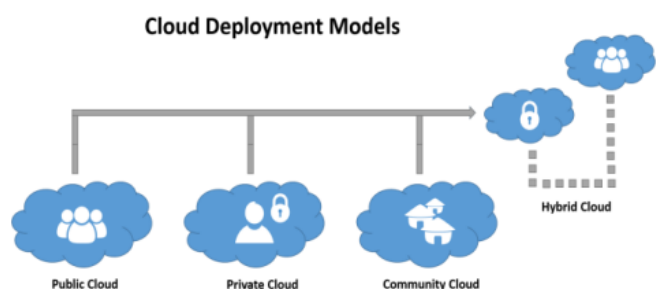 Cloud Deployment Models
Hybrid Cloud
Public Cloud
Private Cloud
Community Cloud